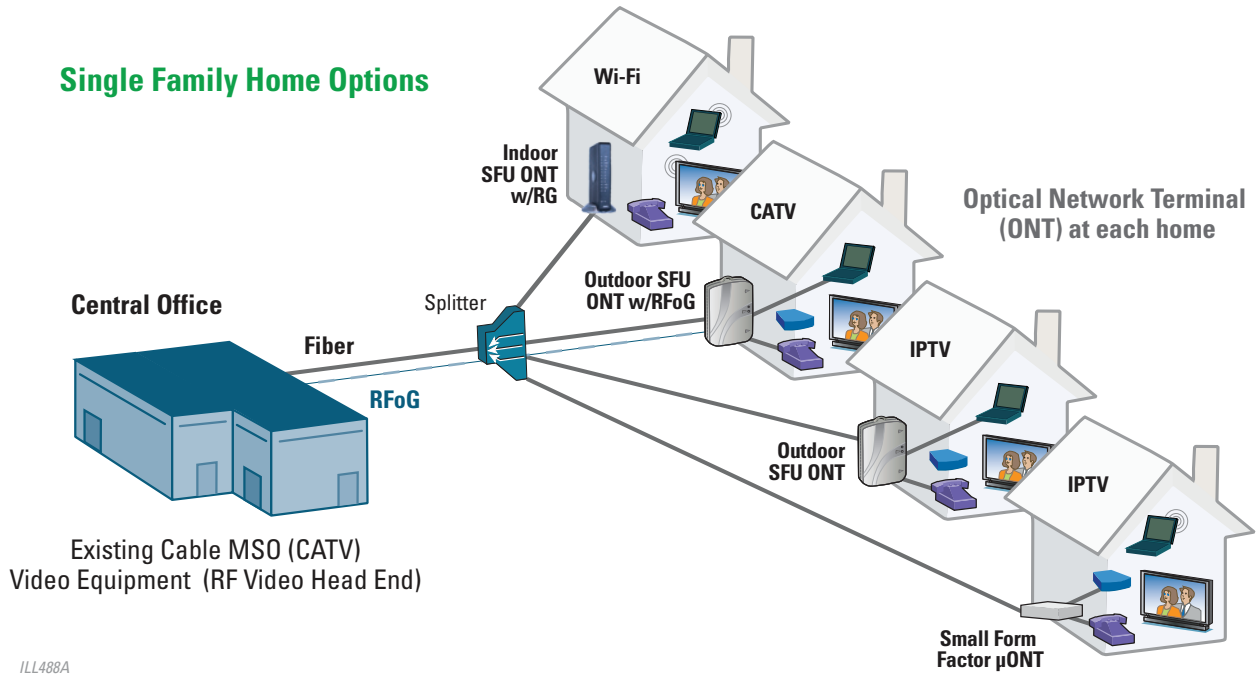 Single Family Home Options
Wi-Fi
Indoor
SFU ONT
w/RG
CATV
Optical Network Terminal
(ONT) at each home
Outdoor SFU
ONT w/RFoG
Central Office
Splitter
Fiber
RFoG
IPTV
Outdoor
SFU ONT
IPTV
Existing Cable MSO (CATV)
Video Equipment (RF Video Head End)
Small Form
Factor µONT
ILL488A